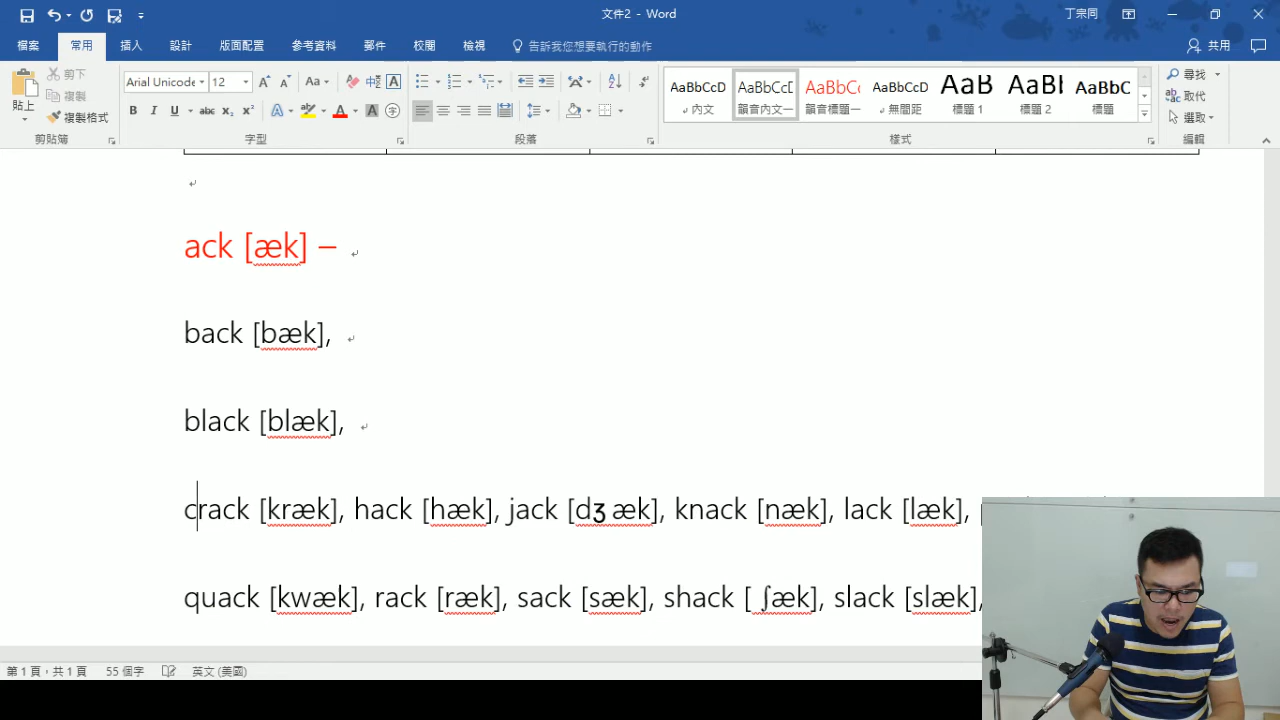 文件2 - Word
丁宗同
檔案 常用 插入 設計 版面配置 參考資料 郵件 校閱 檢視 告訴我您想要執行的動作 共用
貼上 剪下 複製 複製格式
Arial Unicode 12
AaBbCcD AaBbCcD AaBbCc AaBbCcD AaBb AaBb AaBbC
內文 韻音內文一 韻音標題一 無間距 標題 1 標題 2 標題
尋找 取代 選取
剪貼簿 字型 段落 樣式 編輯
ack [æk] –
back [bæk],
black [blæk],
crack [kræk], hack [hæk], jack [dʒ æk], knack [næk], lack [læk],
quack [kwæk], rack [ræk], sack [sæk], shack [ ʃæk], slack [slæk],
第 1 頁，共 1 頁 55 個字 英文 (美國)